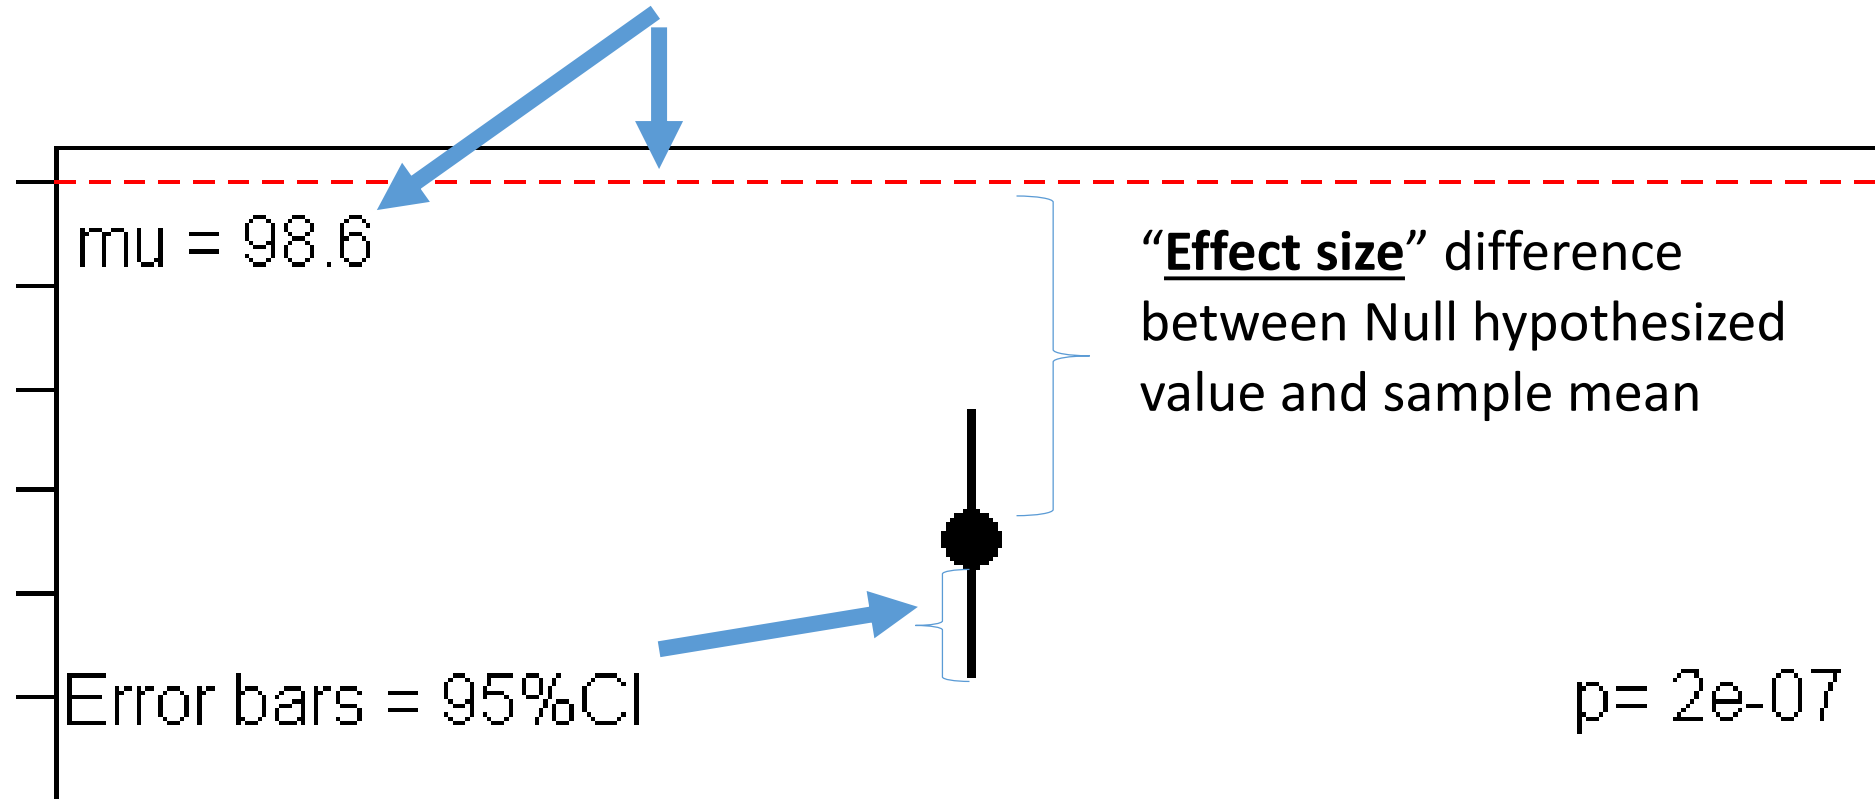 mu = 98.6
“Effect size” difference
between Null hypothesized
value and sample mean
Error bars = 95%CI
p= 2e-07